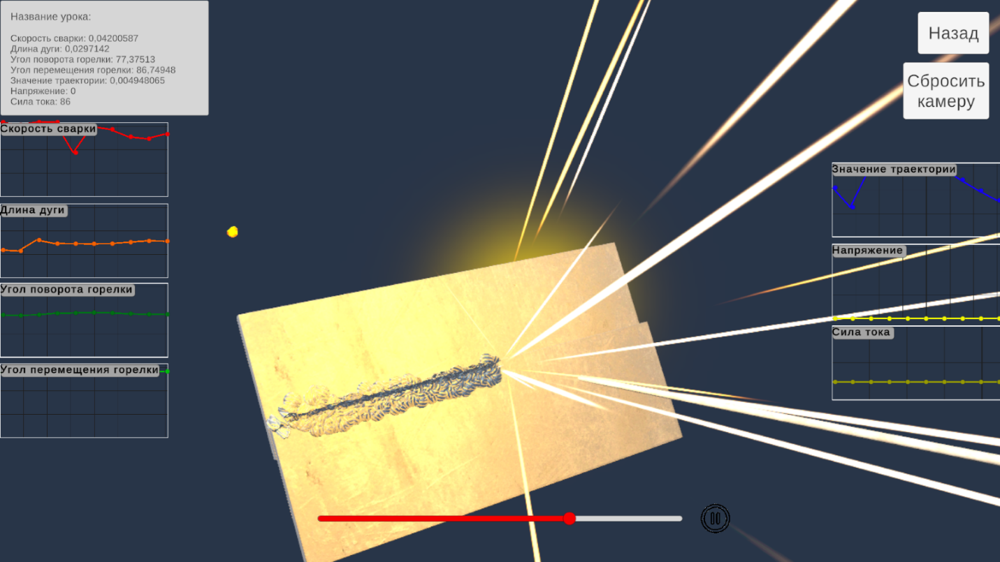 Название урока:
Скорость сварки: 0,04200587
Длина дуги: 0,0297142
Угол поворота горелки: 77,37513
Угол перемещения горелки: 86,74948
Значение траектории: 0,004948065
Напряжение: 0
Сила тока: 86
Скорость сварки
Длина дуги
Угол поворота горелки
Угол перемещения горелки
Назад
Сбросить
камеру
Значение траектории
Напряжение
Сила тока